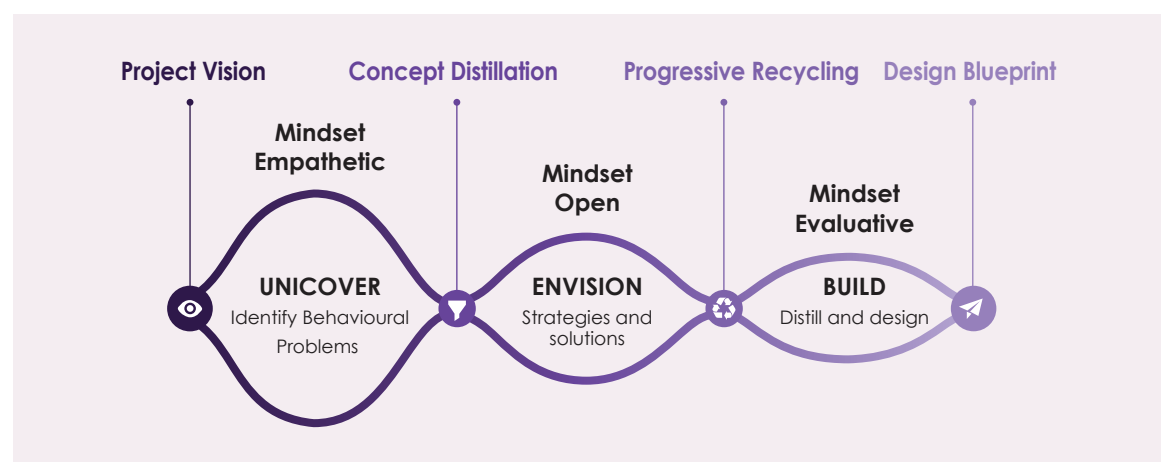 Project Vision
Concept Distillation
Progressive Recycling
Design Blueprint
Mindset
Empathetic
Mindset
Open
Mindset
Evaluative
UNICOVER
Identify Behavioural
Problems
ENVISION
Strategies and
solutions
BUILD
Distill and design